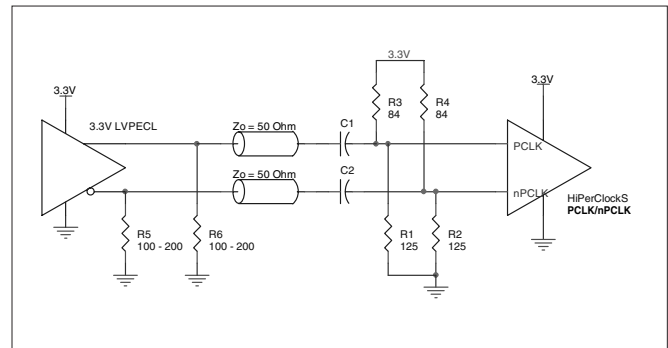 3.3V
3.3V LVPECL
R5
100 - 200
R6
100 - 200
Zo = 50 Ohm
Zo = 50 Ohm
C1
C2
3.3V
R3
84
R4
84
R1
125
R2
125
3.3V
PCLK
nPCLK
HiPerClockS
PCLK/nPCLK